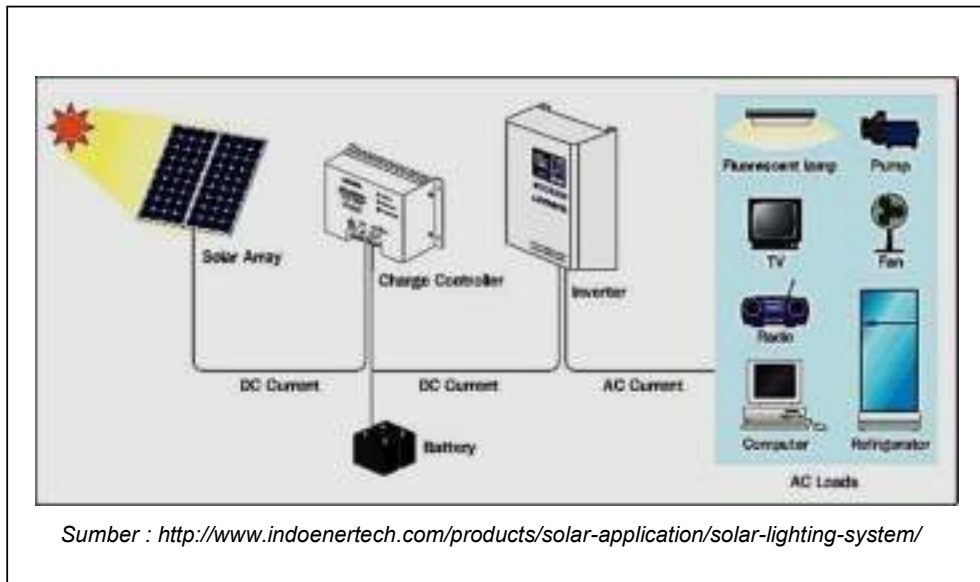 Fluorescent lamp
Pump
Solar Array
TV
Fan
Charge Controller
Inverter
Radio
DC Current
DC Current
AC Current
Battery
Computer
Refrigerator
AC Loads
Sumber : http://www.indoenertech.com/products/solar-application/solar-lighting-system/